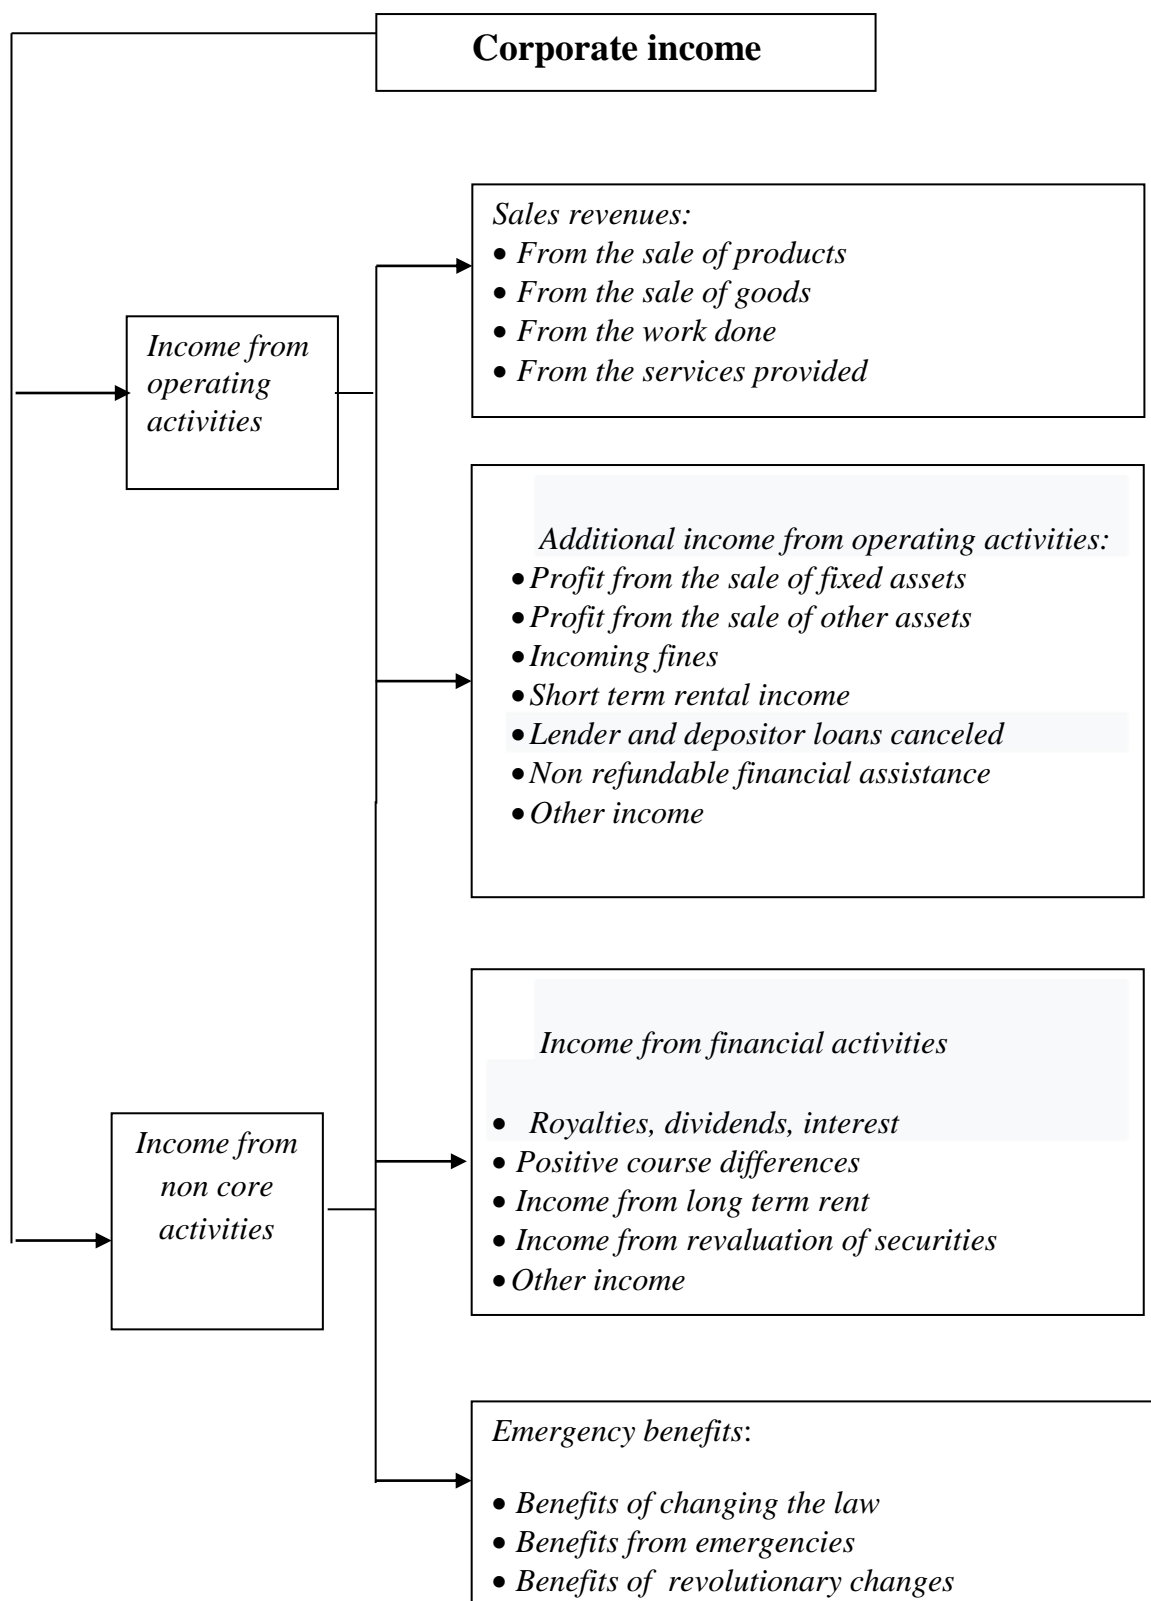 Corporate income
Sales revenues:
• From the sale of products
• From the sale of goods
• From the work done
• From the services provided
Income from
operating
activities
Additional income from operating activities:
• Profit from the sale of fixed assets
• Profit from the sale of other assets
• Incoming fines
• Short term rental income
• Lender and depositor loans canceled
• Non refundable financial assistance
• Other income
Income from financial activities
• Royalties, dividends, interest
• Positive course differences
• Income from long term rent
• Income from revaluation of securities
• Other income
Income from
non core
activities
Emergency benefits:
• Benefits of changing the law
• Benefits from emergencies
• Benefits of revolutionary changes